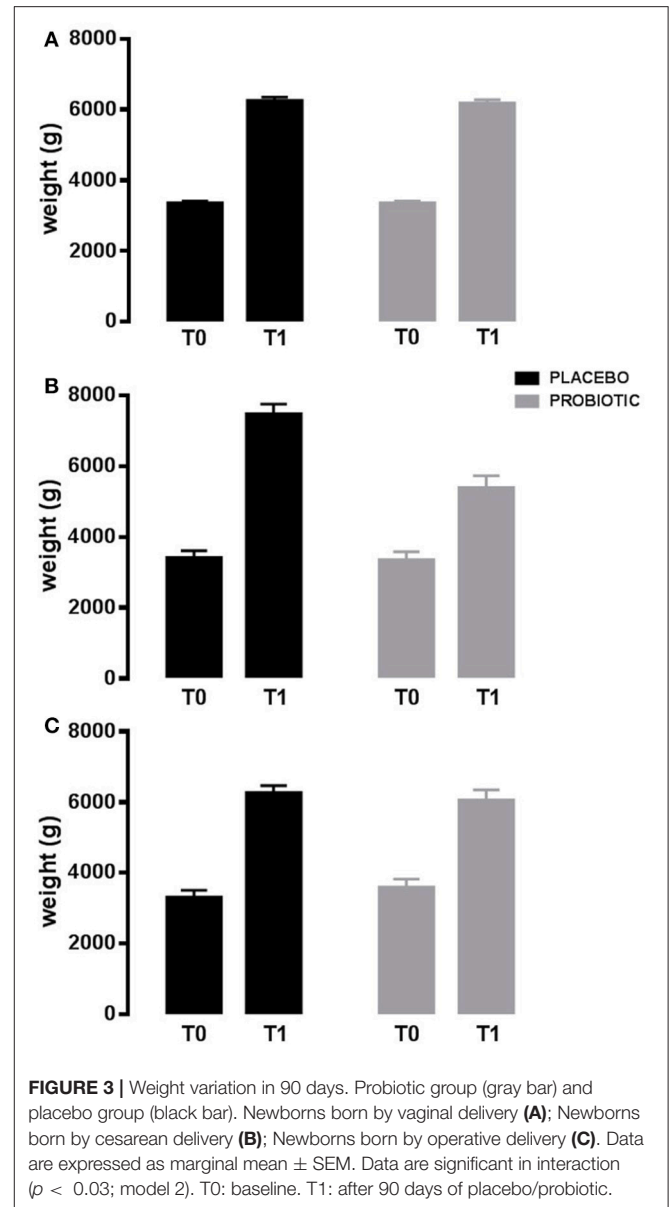 A
8000
6000
4000
2000
0
weight (g)
T0 T1 T0 T1
PLACEBO
PROBIOTIC
B
8000
6000
4000
2000
0
weight (g)
T0 T1 T0 T1
C
8000
6000
4000
2000
0
weight (g)
T0 T1 T0 T1
FIGURE 3 | Weight variation in 90 days. Probiotic group (gray bar) and
placebo group (black bar). Newborns born by vaginal delivery (A); Newborns
born by cesarean delivery (B); Newborns born by operative delivery (C). Data
are expressed as marginal mean ± SEM. Data are significant in interaction
(p < 0.03; model 2). T0: baseline. T1: after 90 days of placebo/probiotic.